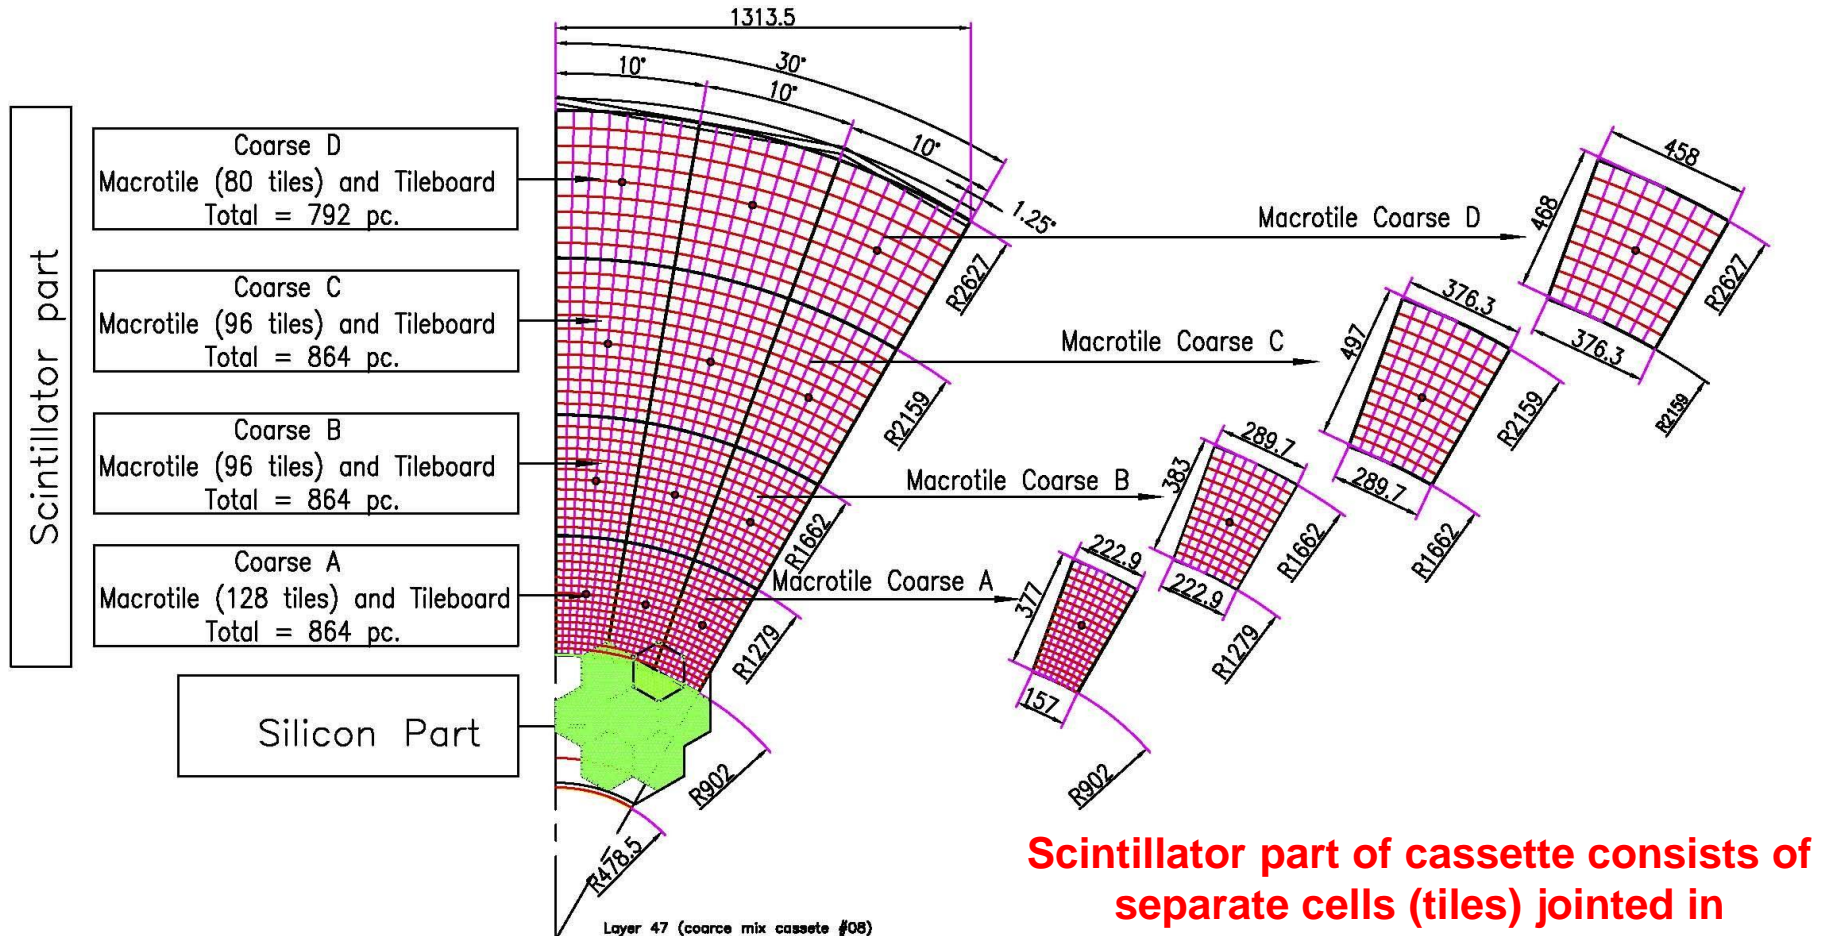 1313.5
30°
10°
10°
10°
1.25°
Scintillator part
Coarse D
Macrotile (80 tiles) and Tileboard
Total = 792 pc.
Coarse C
Macrotile (96 tiles) and Tileboard
Total = 864 pc.
Coarse B
Macrotile (96 tiles) and Tileboard
Total = 864 pc.
Coarse A
Macrotile (128 tiles) and Tileboard
Total = 864 pc.
Silicon Part
R2627
R2159
R1662
R1279
R902
R478.5
Macrotile Coarse D
458
468
376.3
R2627
R2159
Macrotile Coarse C
376.3
497
289.7
R2159
R1662
Macrotile Coarse B
289.7
383
222.9
R1662
R1279
Macrotile Coarse A
222.9
377
157
R902
Layer 47 (coarce mix cassete #08)
Scintillator part of cassette consists of
separate cells (tiles) jointed in